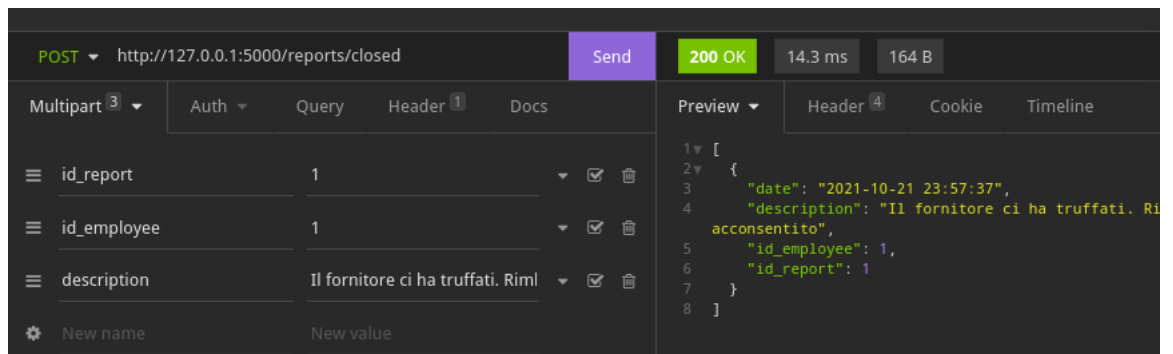 POST http://127.0.0.1:5000/reports/closed Send 200 OK 14.3 ms 164 B
Multipart 3 Auth Query Header 1 Docs Preview Header 4 Cookie Timeline
id_report 1
id_employee 1
description Il fornitore ci ha truffati.
New name New value
1 [
2 {
3 "date": "2021-10-21 23:57:37",
4 "description": "Il fornitore ci ha truffati.
acconsentito",
5 "id_employee": 1,
6 "id_report": 1
7 }
8 ]